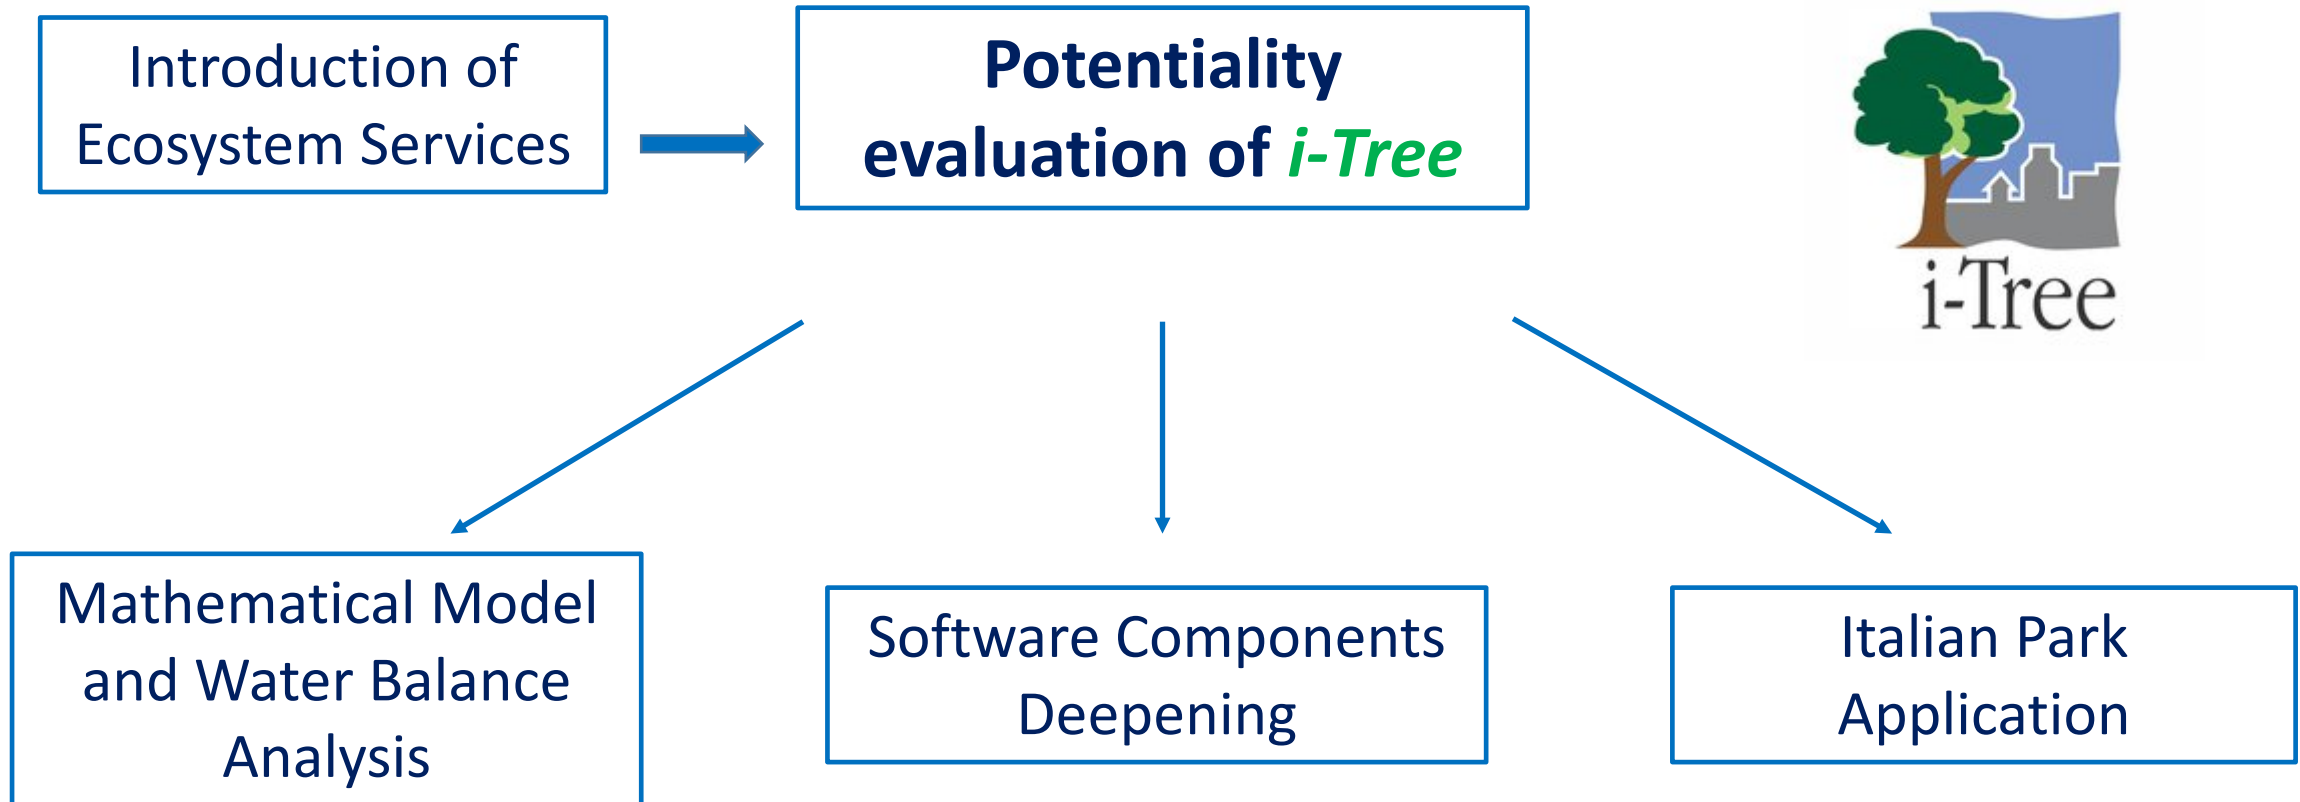 Introduction of
Ecosystem Services
Potentiality
evaluation of i-Tree
i-Tree
Mathematical Model
and Water Balance
Analysis
Software Components
Deepening
Italian Park
Application